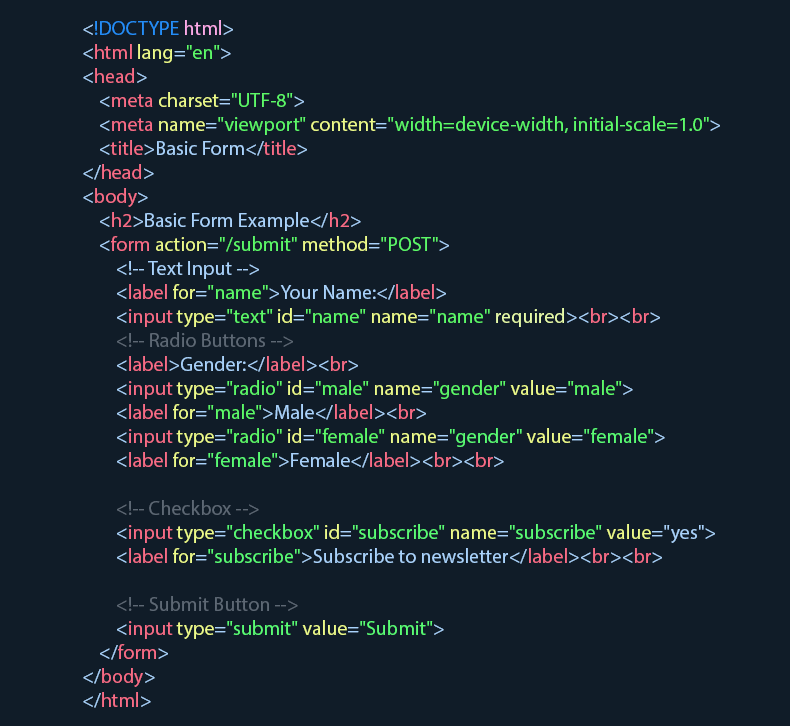 <!DOCTYPE html>
<html lang="en">
<head>
<meta charset="UTF-8">
<meta name="viewport" content="width=device-width, initial-scale=1.0">
<title>Basic Form</title>
</head>
<body>
<h2>Basic Form Example</h2>
<form action="/submit" method="POST">
<!-- Text Input -->
<label for="name">Your Name:</label>
<input type="text" id="name" name="name" required><br><br>
<!-- Radio Buttons -->
<label>Gender:</label><br>
<input type="radio" id="male" name="gender" value="male">
<label for="male">Male</label><br>
<input type="radio" id="female" name="gender" value="female">
<label for="female">Female</label><br><br>
<!-- Checkbox -->
<input type="checkbox" id="subscribe" name="subscribe" value="yes">
<label for="subscribe">Subscribe to newsletter</label><br><br>
<!-- Submit Button -->
<input type="submit" value="Submit">
</form>
</body>
</html>